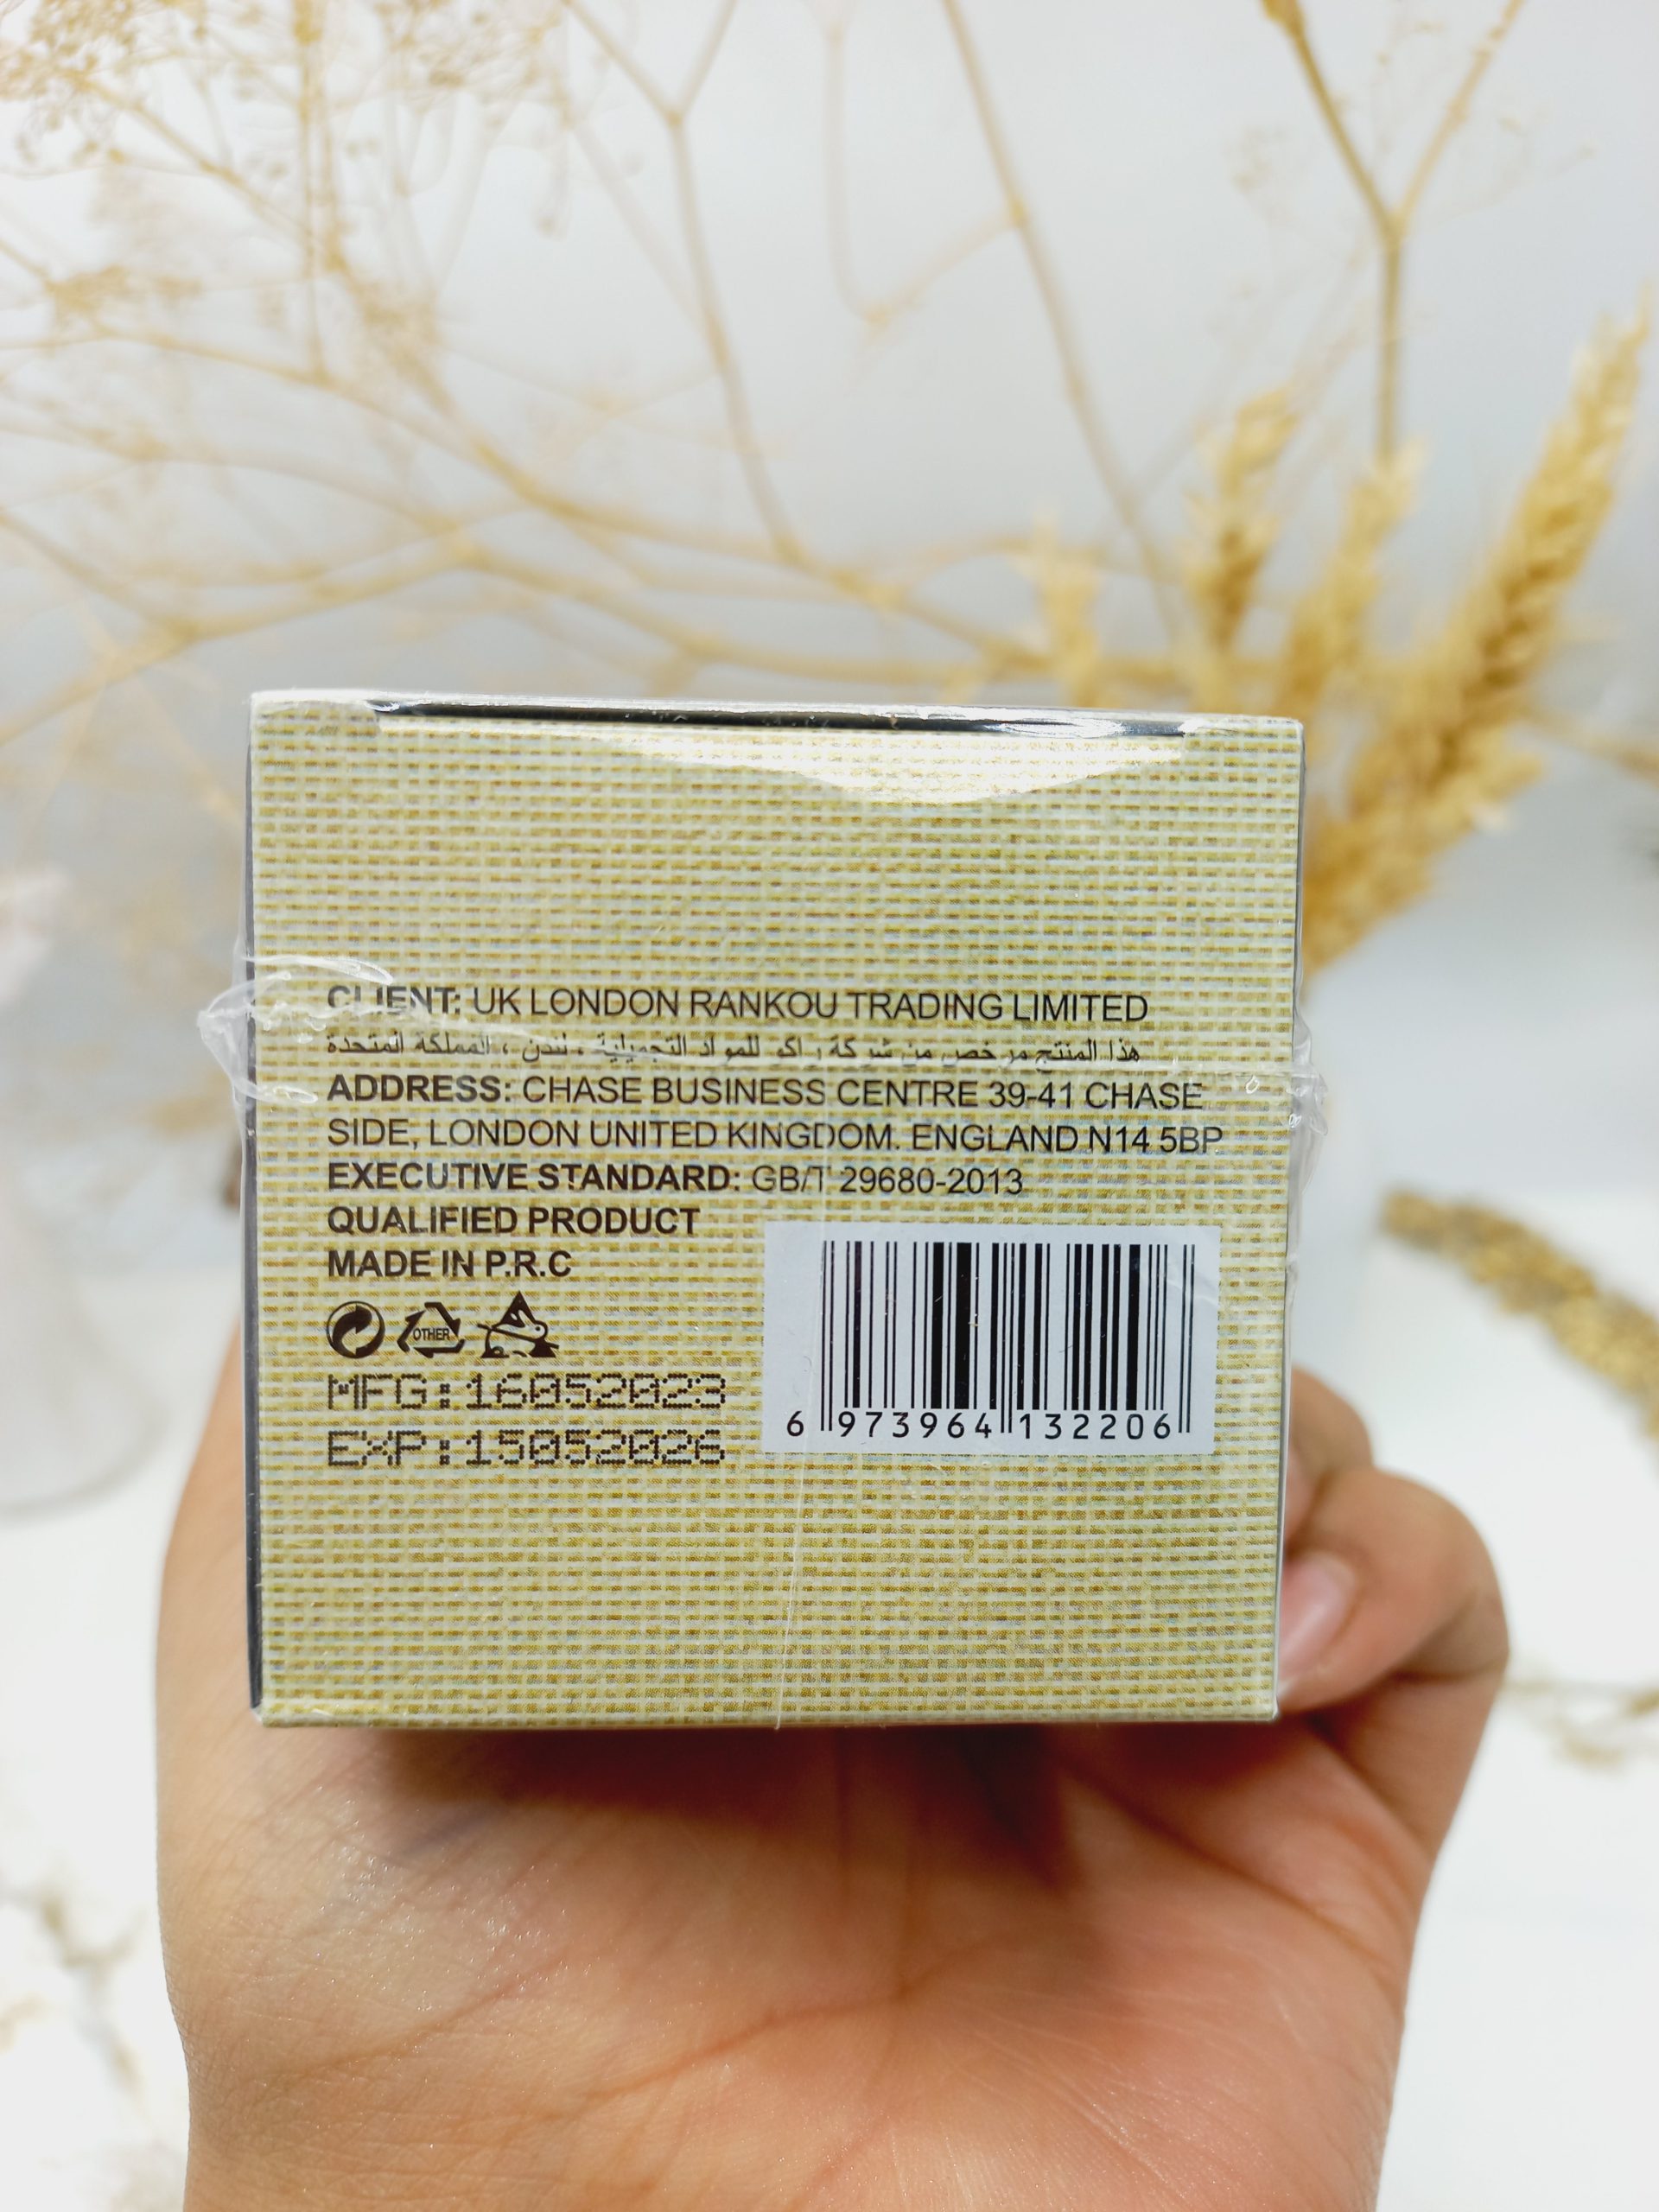 CLIENT: UK LONDON RANKOU TRADING LIMITED
هذا المنتج مرخص من شركة راكو للمواد التجميلية ، لندن ، المملكة المتحدة
ADDRESS: CHASE BUSINESS CENTRE 39-41 CHASE
SIDE, LONDON UNITED KINGDOM. ENGLAND N14 5BP
EXECUTIVE STANDARD: GB/T 29680-2013
QUALIFIED PRODUCT
MADE IN P.R.C
OTHER
MFG:16052023
EXP:15052026
6 973964 132206